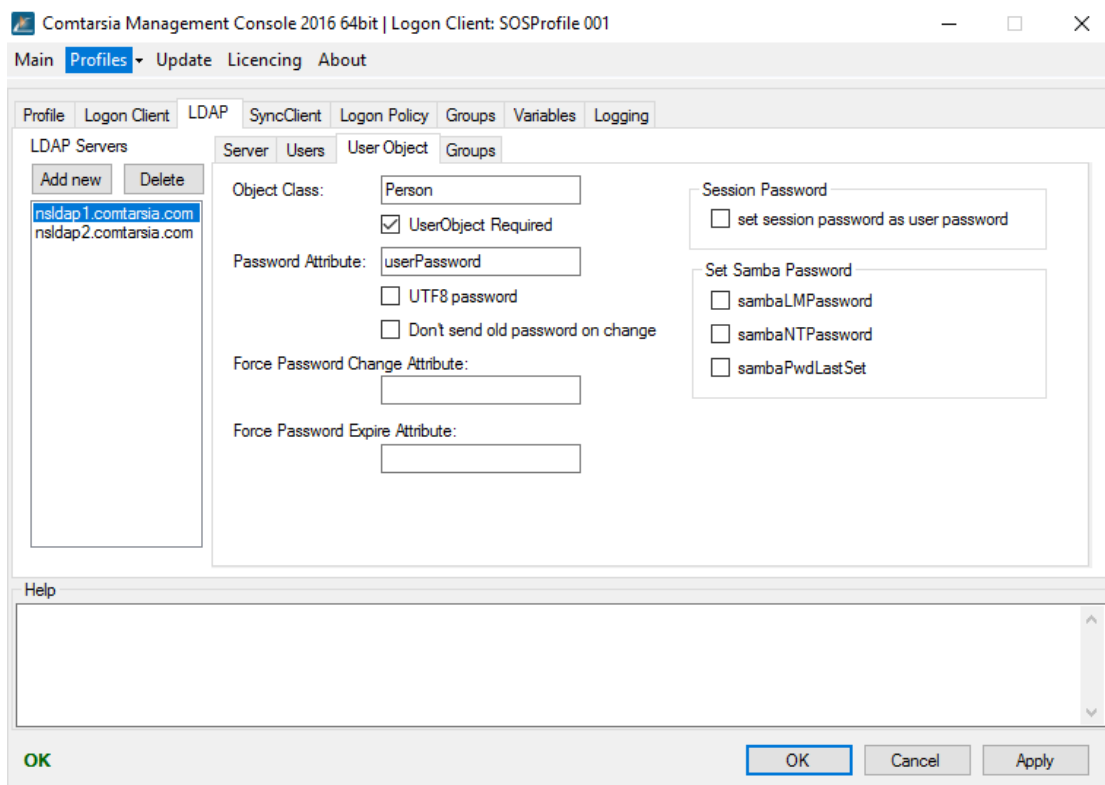 Comtarsia Management Console 2016 64bit | Logon Client: SOSProfile 001
Main Profiles Update Licencing About
Profile Logon Client LDAP SyncClient Logon Policy Groups Variables Logging
LDAP Servers
Add new Delete
nsldap1.comtarsia.com
nsldap2.comtarsia.com
Server Users User Object Groups
Object Class: Person
UserObject Required
Password Attribute: userPassword
UTF8 password
Don't send old password on change
Force Password Change Attribute:
Force Password Expire Attribute:
Session Password
set session password as user password
Set Samba Password
sambaLMPassword
sambaNTPassword
sambaPwdLastSet
Help
OK
OK Cancel Apply